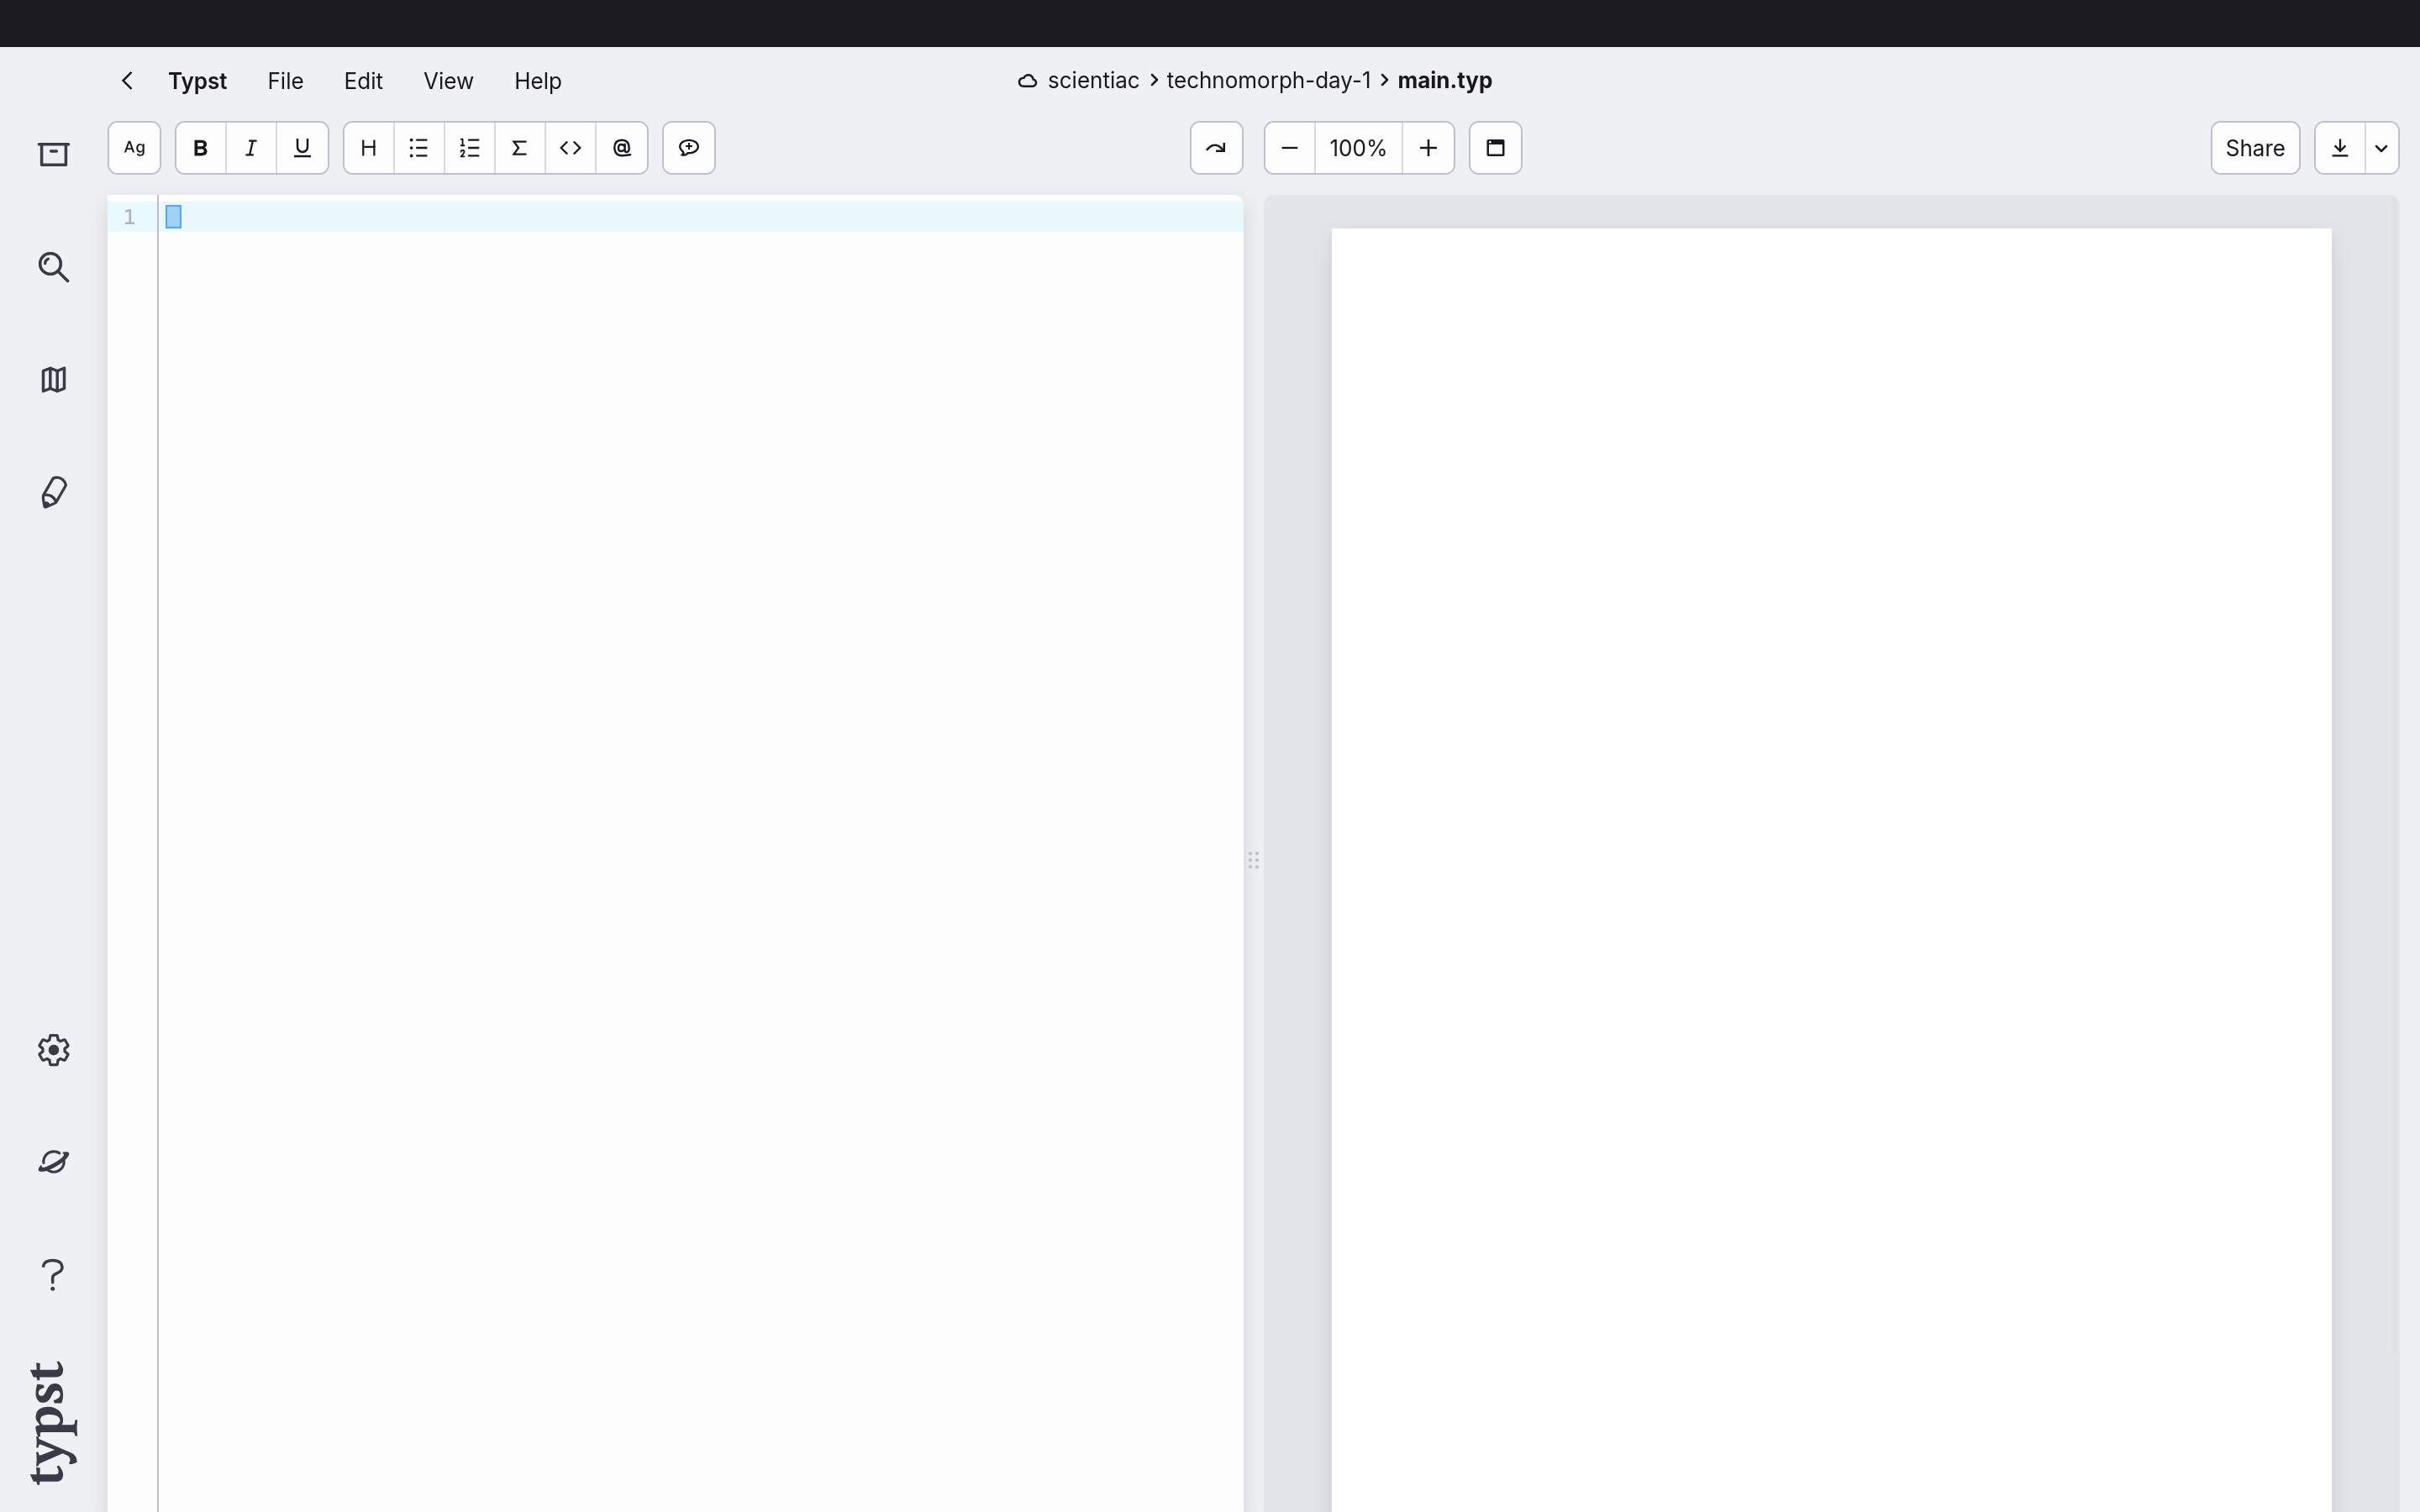 Typst File Edit View Help scientiac > technomorph-day-1 > main.typ
Ag B I U H Σ <> @ 100% Share
1
typst